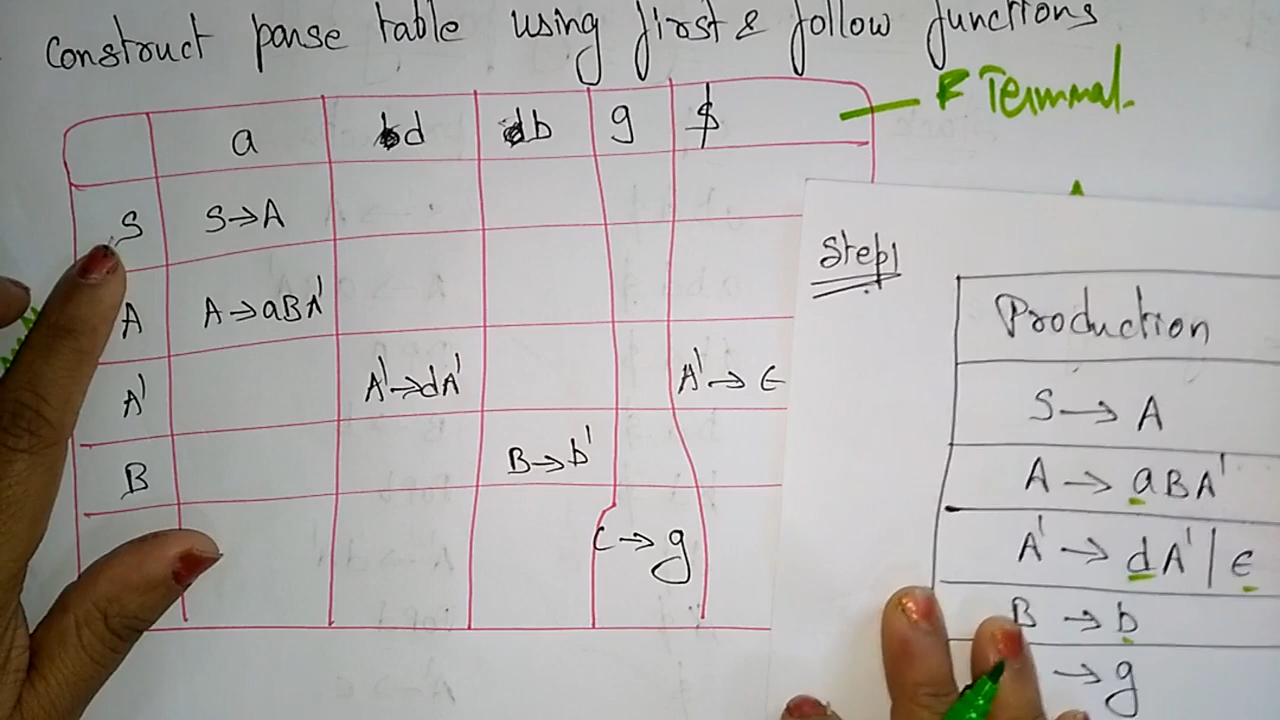 Construct parse table using first & follow functions
a d b g $
F Terminal.
S S→A
A A→aBA'
A' A'→dA' A'→ϵ
B B→b'
C→g
Step1
Production
S→A
A→aBA'
A'→dA'|ϵ
B→b
→g